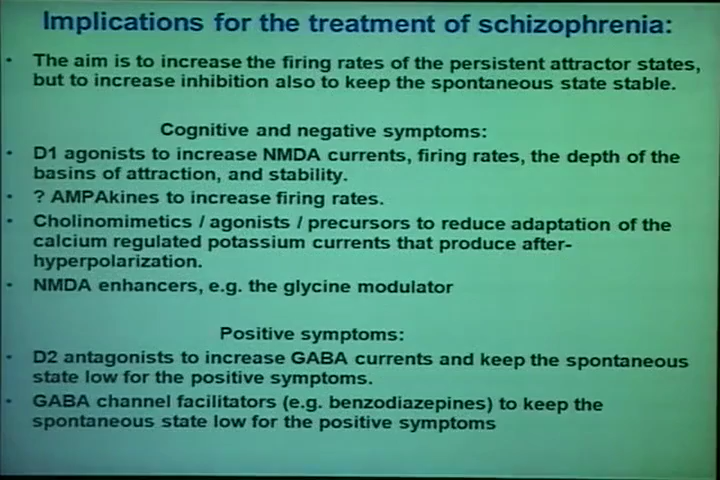 Implications for the treatment of schizophrenia:
• The aim is to increase the firing rates of the persistent attractor states,
but to increase inhibition also to keep the spontaneous state stable.
Cognitive and negative symptoms:
• D1 agonists to increase NMDA currents, firing rates, the depth of the
basins of attraction, and stability.
• ? AMPAkines to increase firing rates.
• Cholinomimetics / agonists / precursors to reduce adaptation of the
calcium regulated potassium currents that produce after-
hyperpolarization.
• NMDA enhancers, e.g. the glycine modulator
Positive symptoms:
• D2 antagonists to increase GABA currents and keep the spontaneous
state low for the positive symptoms.
• GABA channel facilitators (e.g. benzodiazepines) to keep the
spontaneous state low for the positive symptoms